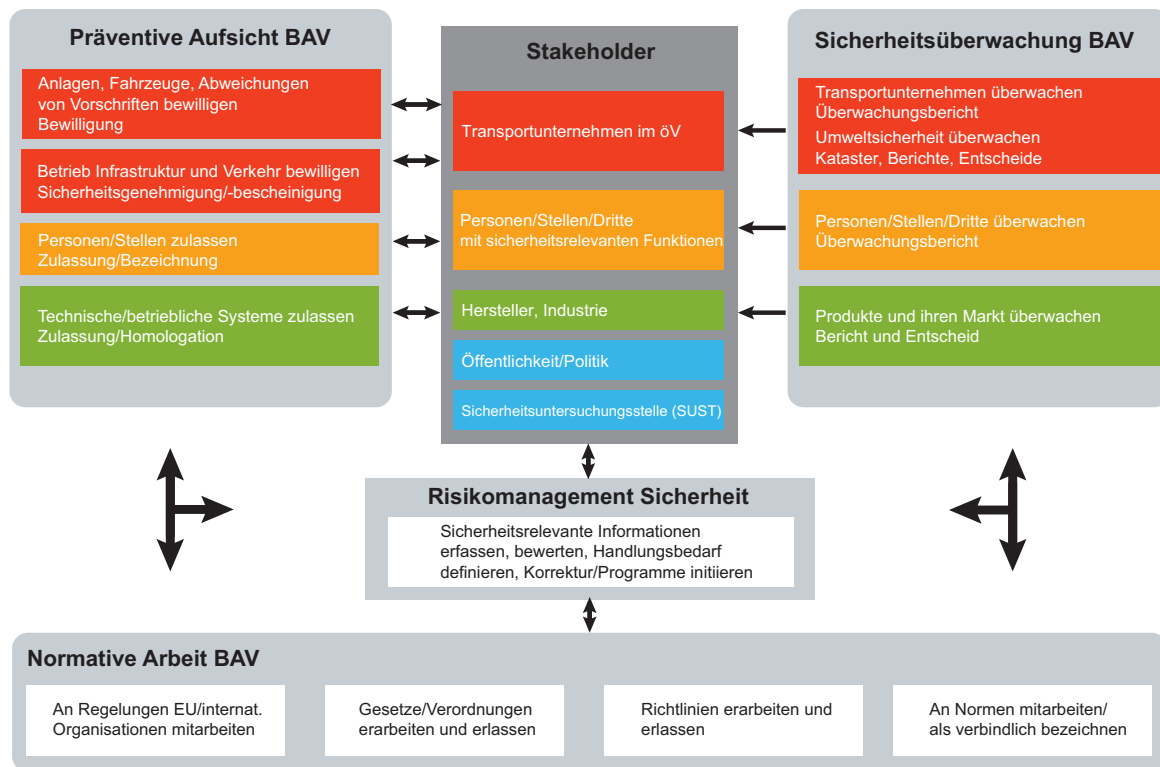 Präventive Aufsicht BAV
Anlagen, Fahrzeuge, Abweichungen
von Vorschriften bewilligen
Bewilligung
Betrieb Infrastruktur und Verkehr bewilligen
Sicherheitsgenehmigung/-bescheinigung
Personen/Stellen zulassen
Zulassung/Bezeichnung
Technische/betriebliche Systeme zulassen
Zulassung/Homologation
Stakeholder
Transportunternehmen im öV
Personen/Stellen/Dritte
mit sicherheitsrelevanten Funktionen
Hersteller, Industrie
Öffentlichkeit/Politik
Sicherheitsuntersuchungsstelle (SUST)
Sicherheitsüberwachung BAV
Transportunternehmen überwachen
Überwachungsbericht
Umweltsicherheit überwachen
Kataster, Berichte, Entscheide
Personen/Stellen/Dritte überwachen
Überwachungsbericht
Produkte und ihren Markt überwachen
Bericht und Entscheid
Risikomanagement Sicherheit
Sicherheitsrelevante Informationen
erfassen, bewerten, Handlungsbedarf
definieren, Korrektur/Programme initiieren
Normative Arbeit BAV
An Regelungen EU/internat.
Organisationen mitarbeiten
Gesetze/Verordnungen
erarbeiten und erlassen
Richtlinien erarbeiten und
erlassen
An Normen mitarbeiten/
als verbindlich bezeichnen